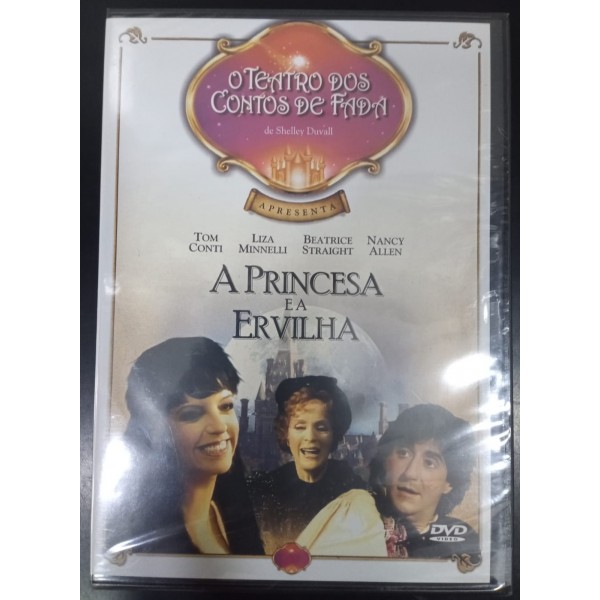 O TEATRO DOS
CONTOS DE FADA
de Shelley Duvall
APRESENTA
TOM CONTI
LIZA MINNELLI
BEATRICE STRAIGHT
NANCY ALLEN
A PRINCESA
E A
ERVILHA
DVD
VIDEO